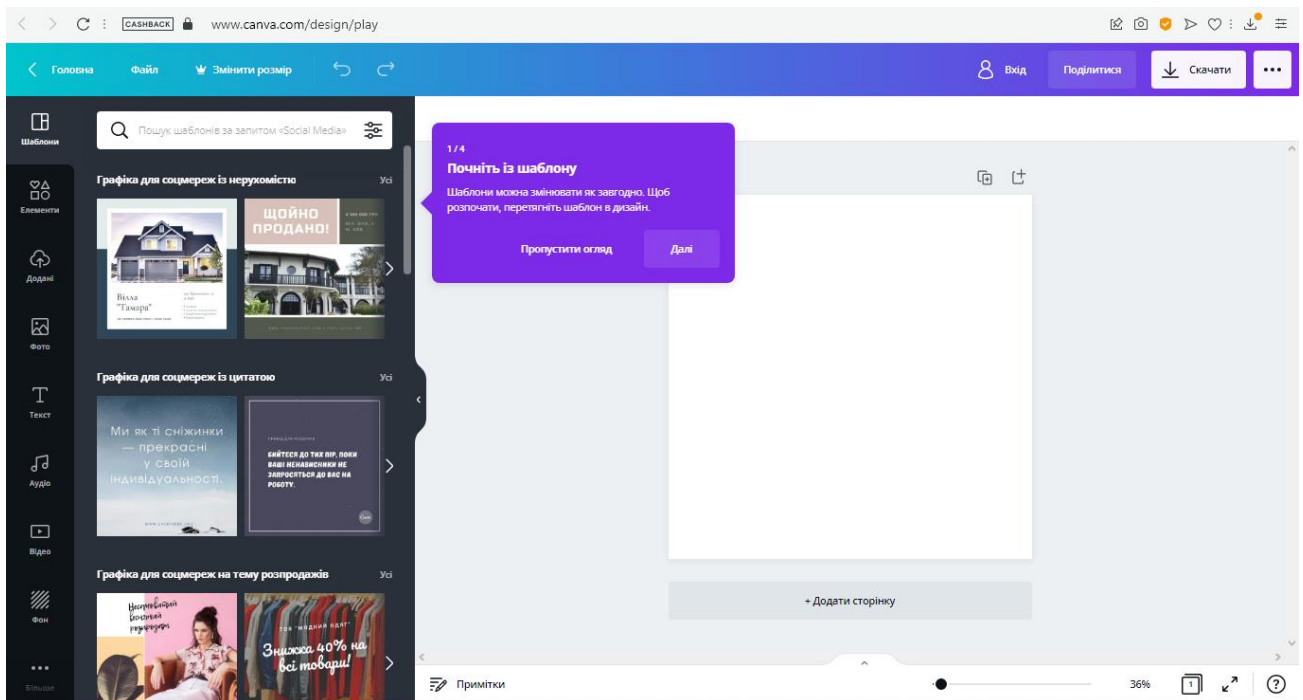 CASHBACK www.canva.com/design/play
Головна Файл Змінити розмір Вхід Поділитися Скачати
Шаблони
Елементи
Додані
Фото
Текст
Аудіо
Відео
Фон
Більше
Пошук шаблонів за запитом «Social Media»
Графіка для соцмереж із нерухомістю Усі
Вілла
"Тамара"
ЩОЙНО
ПРОДАНО!
Графіка для соцмереж із цитатою Усі
Ми як ті сніжинки
— прекрасні
у своїй
індивідуальності.
БИЙТЕСЯ ДО ТИХ ПІР, ПОКИ
ВАШІ НЕНАВИСНИКИ НЕ
ЗАПРОСЯТЬСЯ ДО ВАС НА
РОБОТУ.
Графіка для соцмереж на тему розпродажів Усі
ТОВ "МОДНИЙ ОДЯГ"
Знижка 40% на
всі товари!
1/4
Почніть із шаблону
Шаблони можна змінювати як завгодно. Щоб
розпочати, перетягніть шаблон в дизайн.
Пропустити огляд Далі
+ Додати сторінку
Примітки 36% 1 ?